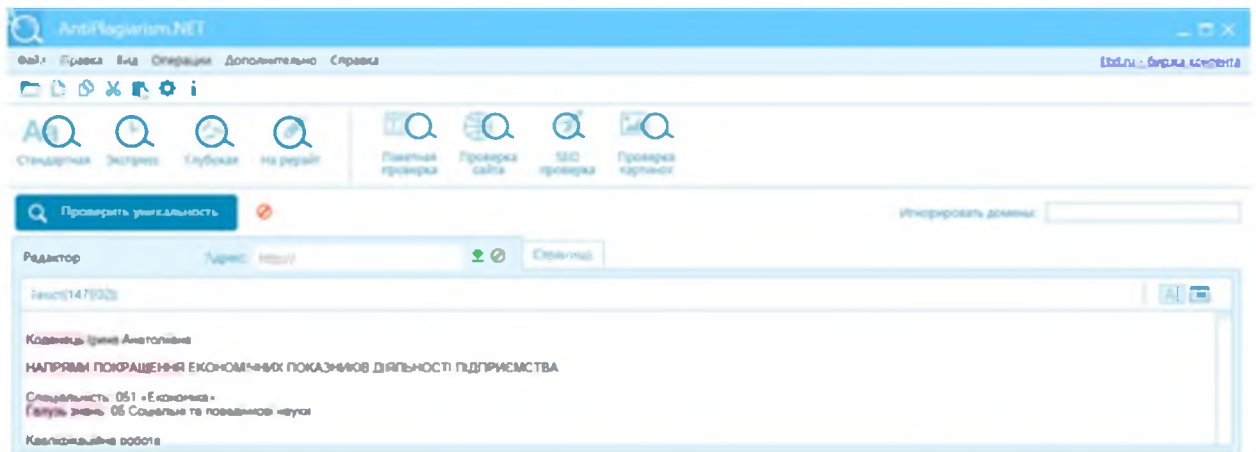 AntiPlagiarism.NET
Файл Правка Вид Операции Дополнительно Справка
Etxt.ru - биржа контента
Стандартная Экспресс Глубокая На рерайт Пакетная проверка Проверка сайта SEO проверка Проверка картинок
Проверить уникальность
Игнорировать домены:
Редактор Адрес: http:// Страница
Ірина Анатоліївна
НАПРЯМИ ПОКРАЩЕННЯ ЕКОНОМІЧНИХ ПОКАЗНИКІВ ДІЯЛЬНОСТІ ПІДПРИЄМСТВА
Спеціальність 051 «Економіка»
Галузь знань 05 Соціальні та поведінкові науки
Кваліфікаційна робота